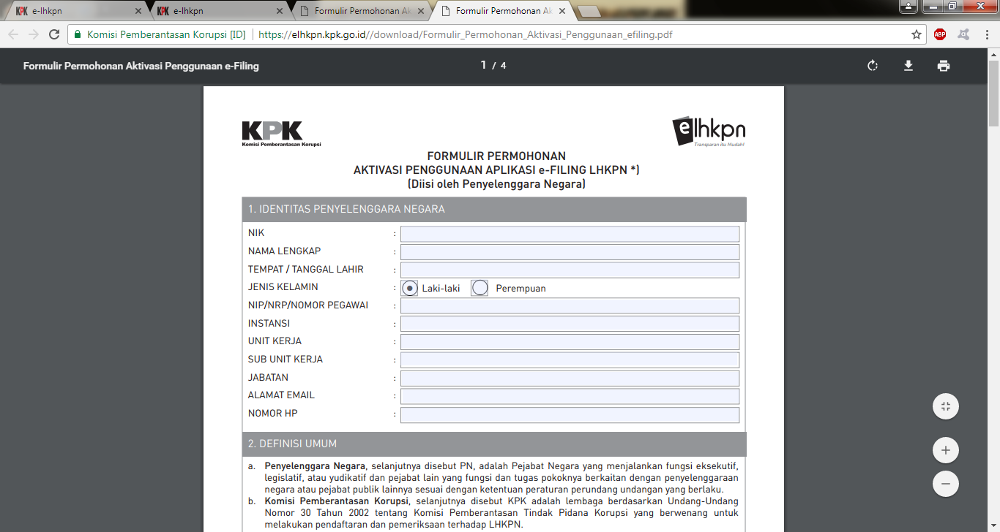 e-lhkpn
e-lhkpn
Formulir Permohonan Ak
Formulir Permohonan Ak
Komisi Pemberantasan Korupsi [ID]
https://elhkpn.kpk.go.id//download/Formulir_Permohonan_Aktivasi_Penggunaan_efiling.pdf
ABP
Formulir Permohonan Aktivasi Penggunaan e-Filing
1 / 4
KPK
Komisi Pemberantasan Korupsi
elhkpn
Transparan itu Mudah!
FORMULIR PERMOHONAN
AKTIVASI PENGGUNAAN APLIKASI e-FILING LHKPN *)
(Diisi oleh Penyelenggara Negara)
1. IDENTITAS PENYELENGGARA NEGARA
NIK :
NAMA LENGKAP :
TEMPAT / TANGGAL LAHIR :
JENIS KELAMIN : Laki-laki Perempuan
NIP/NRP/NOMOR PEGAWAI :
INSTANSI :
UNIT KERJA :
SUB UNIT KERJA :
JABATAN :
ALAMAT EMAIL :
NOMOR HP :
2. DEFINISI UMUM
a. Penyelenggara Negara, selanjutnya disebut PN, adalah Pejabat Negara yang menjalankan fungsi eksekutif,
legislatif, atau yudikatif dan pejabat lain yang fungsi dan tugas pokoknya berkaitan dengan penyelenggaraan
negara atau pejabat publik lainnya sesuai dengan ketentuan peraturan perundang undangan yang berlaku.
b. Komisi Pemberantasan Korupsi, selanjutnya disebut KPK adalah lembaga berdasarkan Undang-Undang
Nomor 30 Tahun 2002 tentang Komisi Pemberantasan Tindak Pidana Korupsi yang berwenang untuk
melakukan pendaftaran dan pemeriksaan terhadap LHKPN.